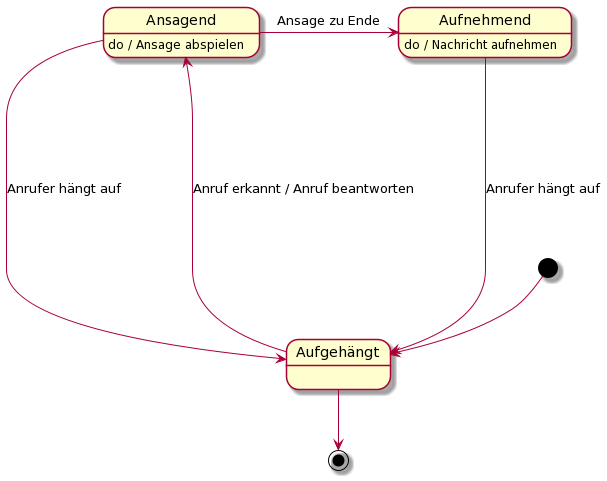 Ansagend
do / Ansage abspielen
Ansage zu Ende
Aufnehmend
do / Nachricht aufnehmen
Anrufer hängt auf
Anruf erkannt / Anruf beantworten
Anrufer hängt auf
Aufgehängt